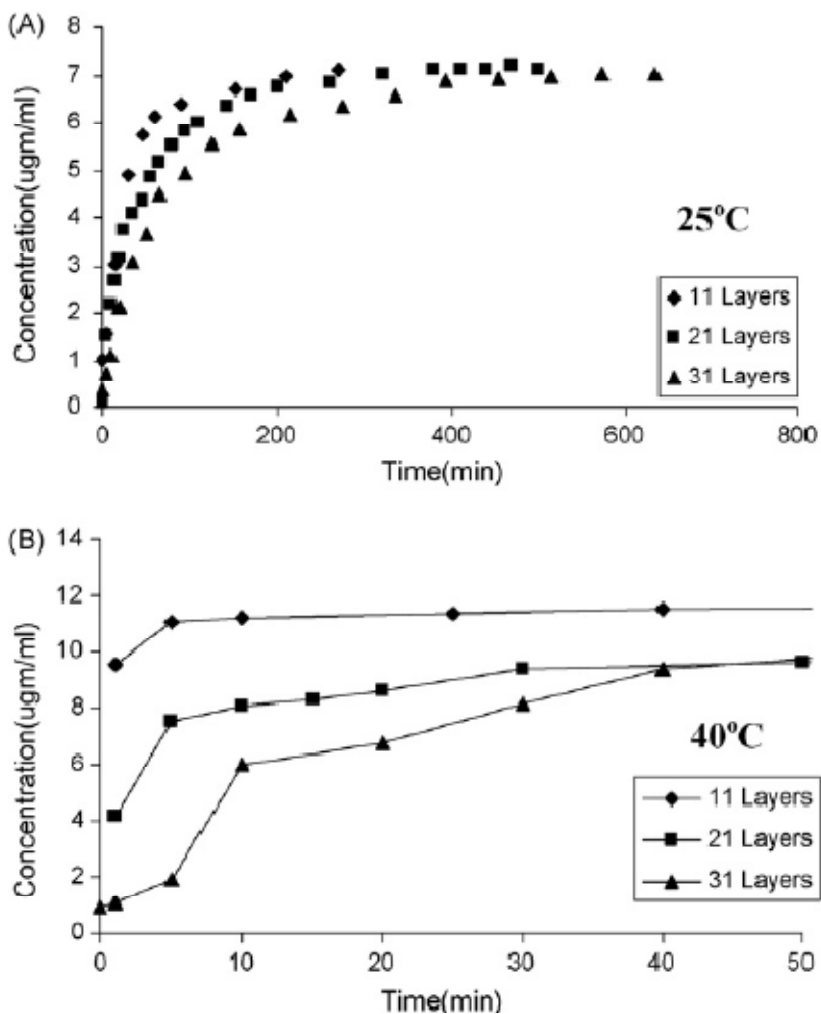 (A)
8
7
6
5
4
3
2
1
0
Concentration(ugm/ml)
25°C
11 Layers
21 Layers
31 Layers
0 200 400 600 800
Time(min)
(B)
14
12
10
8
6
4
2
0
Concentration(ugm/ml)
40°C
11 Layers
21 Layers
31 Layers
0 10 20 30 40 50
Time(min)